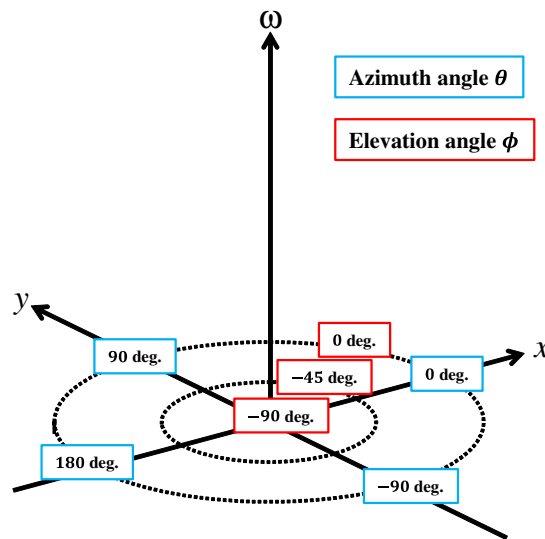 ω
Azimuth angle θ
Elevation angle ϕ
y
0 deg.
x
90 deg.
−45 deg.
0 deg.
−90 deg.
180 deg.
−90 deg.